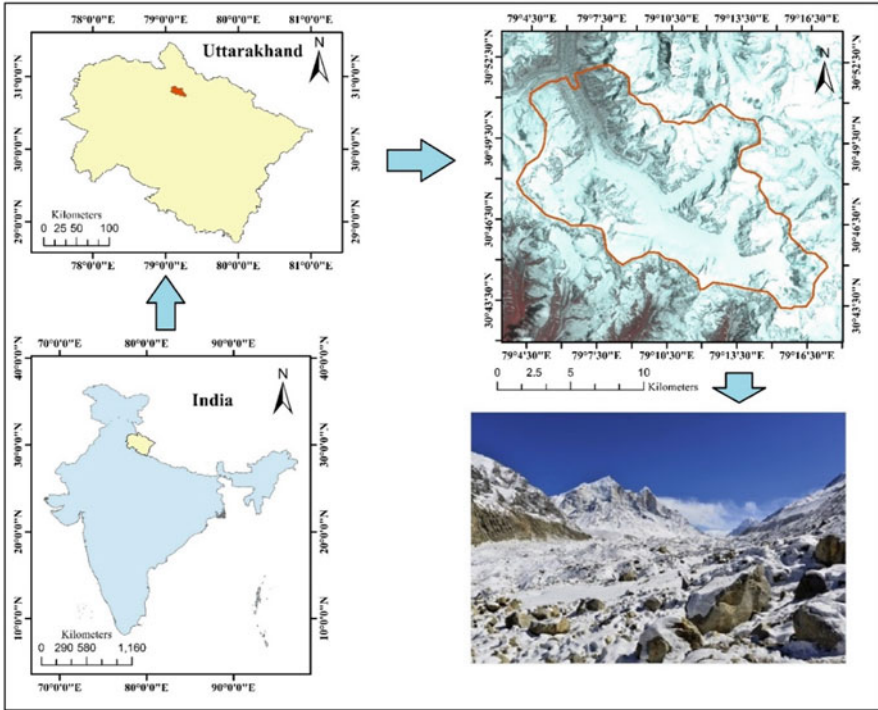 78°0'0"E 79°0'0"E 80°0'0"E 81°0'0"E
Uttarakhand
N
31°0'0"N
30°0'0"N
29°0'0"N
31°0'0"N
30°0'0"N
29°0'0"N
Kilometers
0 25 50 100
78°0'0"E 79°0'0"E 80°0'0"E 81°0'0"E
79°4'30"E 79°7'30"E 79°10'30"E 79°13'30"E 79°16'30"E
N
30°52'30"N
30°49'30"N
30°46'30"N
30°43'30"N
30°52'30"N
30°49'30"N
30°46'30"N
30°43'30"N
79°4'30"E 79°7'30"E 79°10'30"E 79°13'30"E 79°16'30"E
0 2.5 5 10
Kilometers
70°0'0"E 80°0'0"E 90°0'0"E
N
India
40°0'0"N
30°0'0"N
20°0'0"N
10°0'0"N
40°0'0"N
30°0'0"N
20°0'0"N
10°0'0"N
Kilometers
0 290 580 1,160
70°0'0"E 80°0'0"E 90°0'0"E